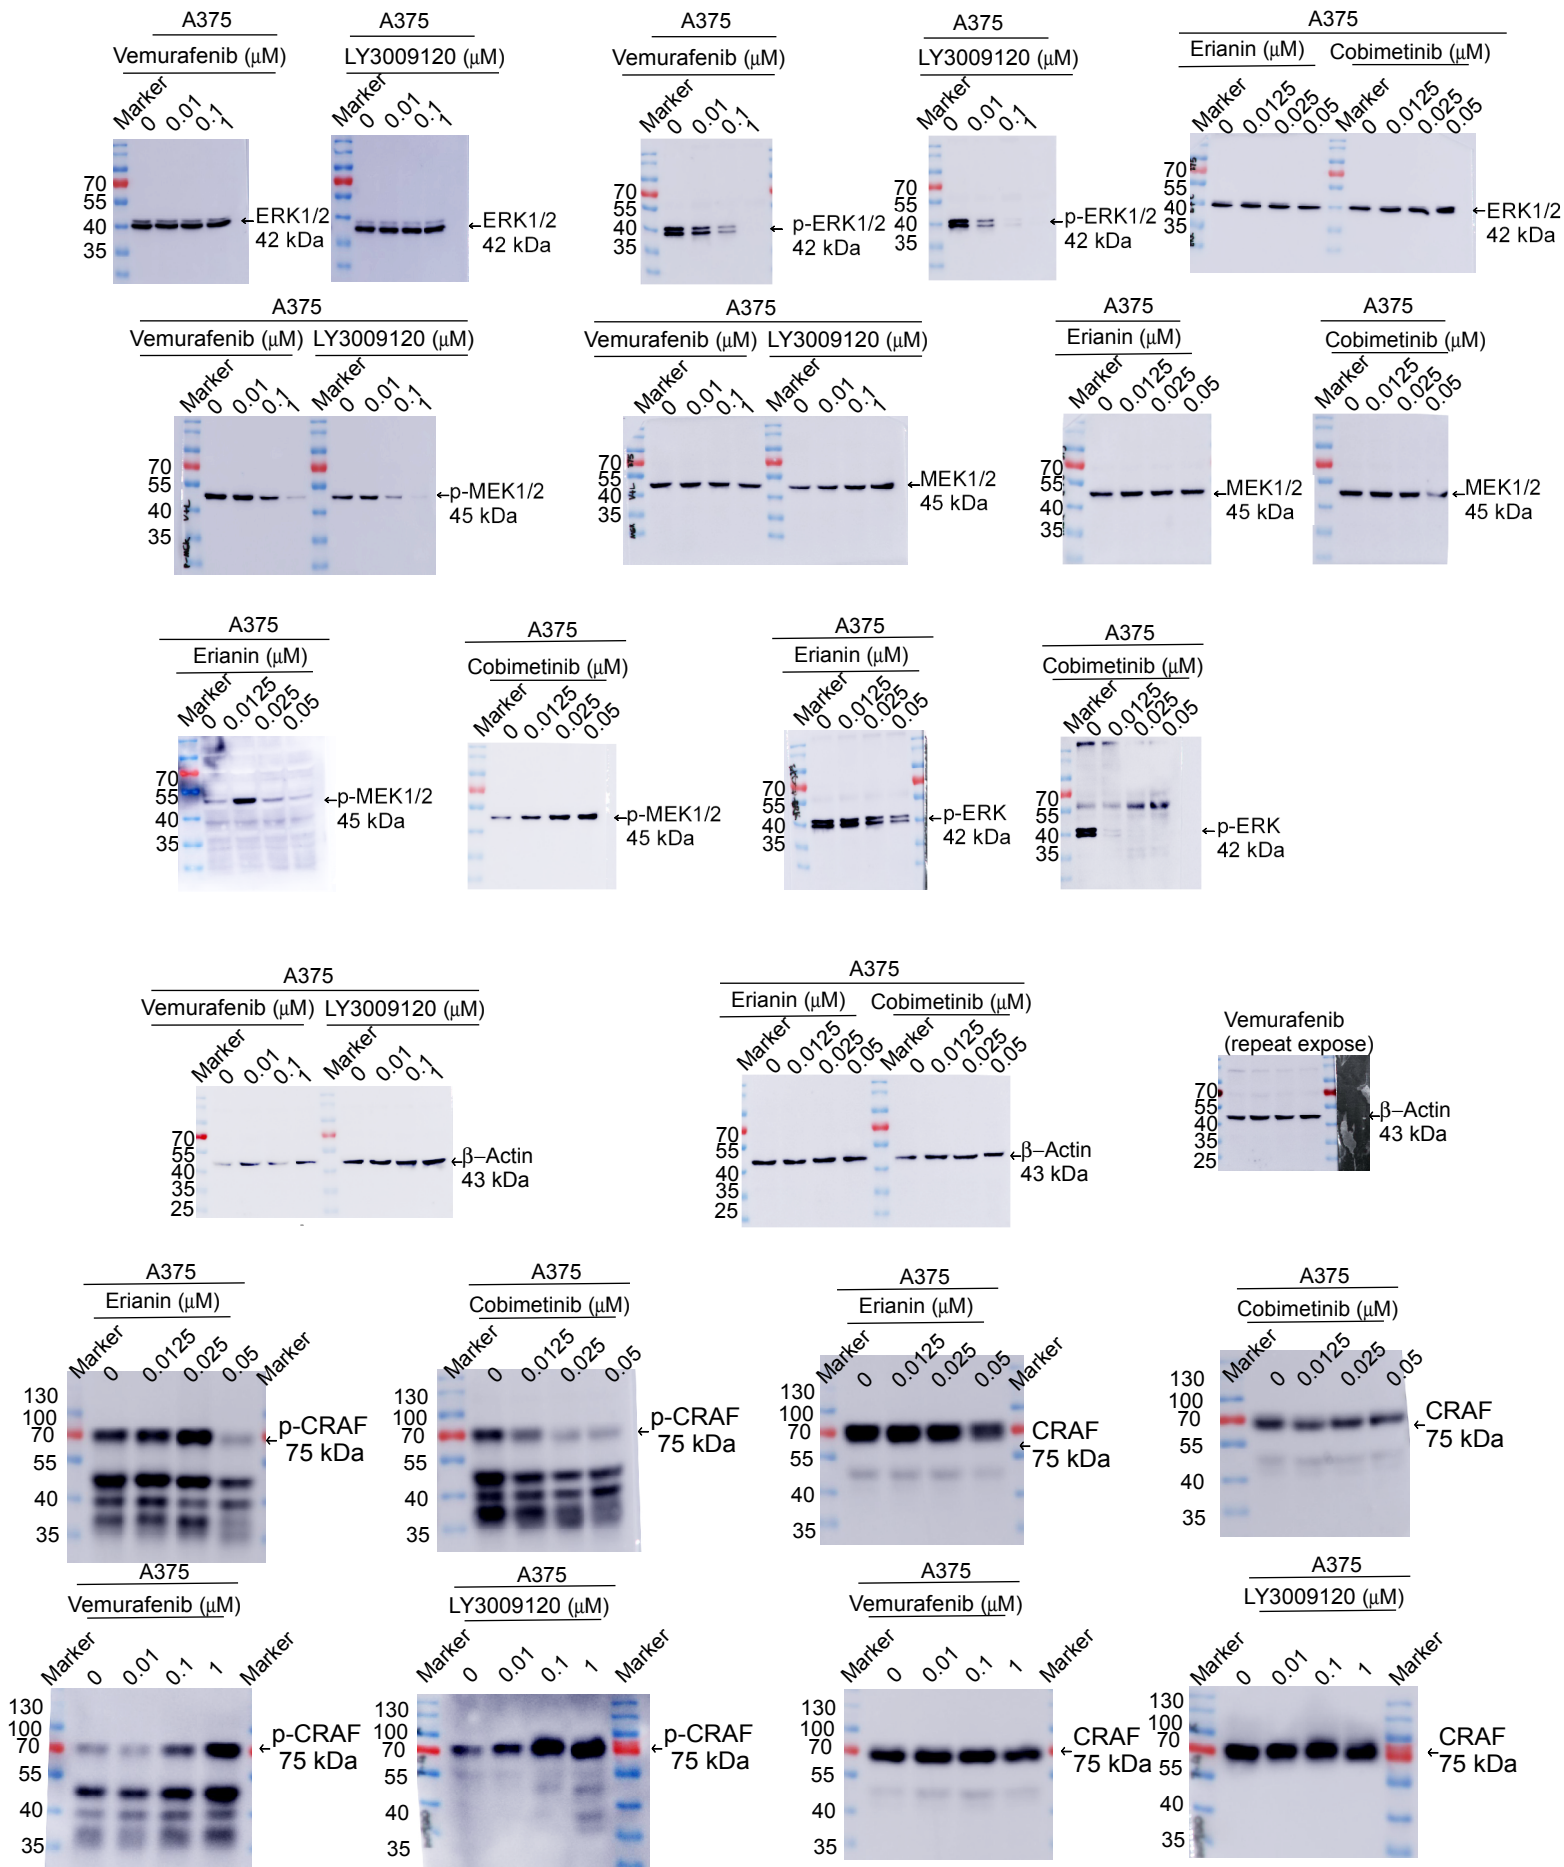 A375
Vemurafenib (μM)
Marker 0 0.01 0.1 1
70
55
40
35
←ERK1/2
42 kDa
A375
LY3009120 (μM)
Marker 0 0.01 0.1 1
←ERK1/2
42 kDa
A375
Vemurafenib (μM)
Marker 0 0.01 0.1 1
70
55
40
35
← p-ERK1/2
42 kDa
A375
LY3009120 (μM)
Marker 0 0.01 0.1 1
70
55
40
35
←p-ERK1/2
42 kDa
A375
Erianin (μM) Cobimetinib (μM)
Marker 0 0.0125 0.025 0.05 Marker 0 0.0125 0.025 0.05
70
55
40
35
←ERK1/2
42 kDa
A375
Vemurafenib (μM) LY3009120 (μM)
Marker 0 0.01 0.1 1 Marker 0 0.01 0.1 1
70
55
40
35
←p-MEK1/2
45 kDa
A375
Vemurafenib (μM) LY3009120 (μM)
Marker 0 0.01 0.1 1 Marker 0 0.01 0.1 1
70
55
40
35
←MEK1/2
45 kDa
A375
Erianin (μM)
Marker 0 0.0125 0.025 0.05
70
55
40
35
←MEK1/2
45 kDa
A375
Cobimetinib (μM)
Marker 0 0.0125 0.025 0.05
70
55
40
35
←MEK1/2
45 kDa
A375
Erianin (μM)
Marker 0 0.0125 0.025 0.05
70
55
40
35
←p-MEK1/2
45 kDa
A375
Cobimetinib (μM)
Marker 0 0.0125 0.025 0.05
70
55
40
35
←p-MEK1/2
45 kDa
A375
Erianin (μM)
Marker 0 0.0125 0.025 0.05
70
55
40
35
←p-ERK
42 kDa
A375
Cobimetinib (μM)
Marker 0 0.0125 0.025 0.05
70
55
40
35
←p-ERK
42 kDa
A375
Vemurafenib (μM) LY3009120 (μM)
Marker 0 0.01 0.1 1 Marker 0 0.01 0.1 1
70
55
40
35
25
←β–Actin
43 kDa
A375
Erianin (μM) Cobimetinib (μM)
Marker 0 0.0125 0.025 0.05 Marker 0 0.0125 0.025 0.05
70
55
40
35
25
←β–Actin
43 kDa
Vemurafenib
(repeat expose)
70
55
40
35
25
←β–Actin
43 kDa
A375
Erianin (μM)
Marker 0 0.0125 0.025 0.05 Marker
130
100
70
55
40
35
←p-CRAF
75 kDa
A375
Cobimetinib (μM)
Marker 0 0.0125 0.025 0.05
130
100
70
55
40
35
←p-CRAF
75 kDa
A375
Erianin (μM)
Marker 0 0.0125 0.025 0.05 Marker
130
100
70
55
40
35
←CRAF
75 kDa
A375
Cobimetinib (μM)
Marker 0 0.0125 0.025 0.05
130
100
70
55
40
35
←CRAF
75 kDa
A375
Vemurafenib (μM)
Marker 0 0.01 0.1 1 Marker
130
100
70
55
40
35
←p-CRAF
75 kDa
A375
LY3009120 (μM)
Marker 0 0.01 0.1 1 Marker
130
100
70
55
40
35
←p-CRAF
75 kDa
A375
Vemurafenib (μM)
Marker 0 0.01 0.1 1 Marker
130
100
70
55
40
35
←CRAF
75 kDa
A375
LY3009120 (μM)
Marker 0 0.01 0.1 1 Marker
130
100
70
55
40
35
←CRAF
75 kDa